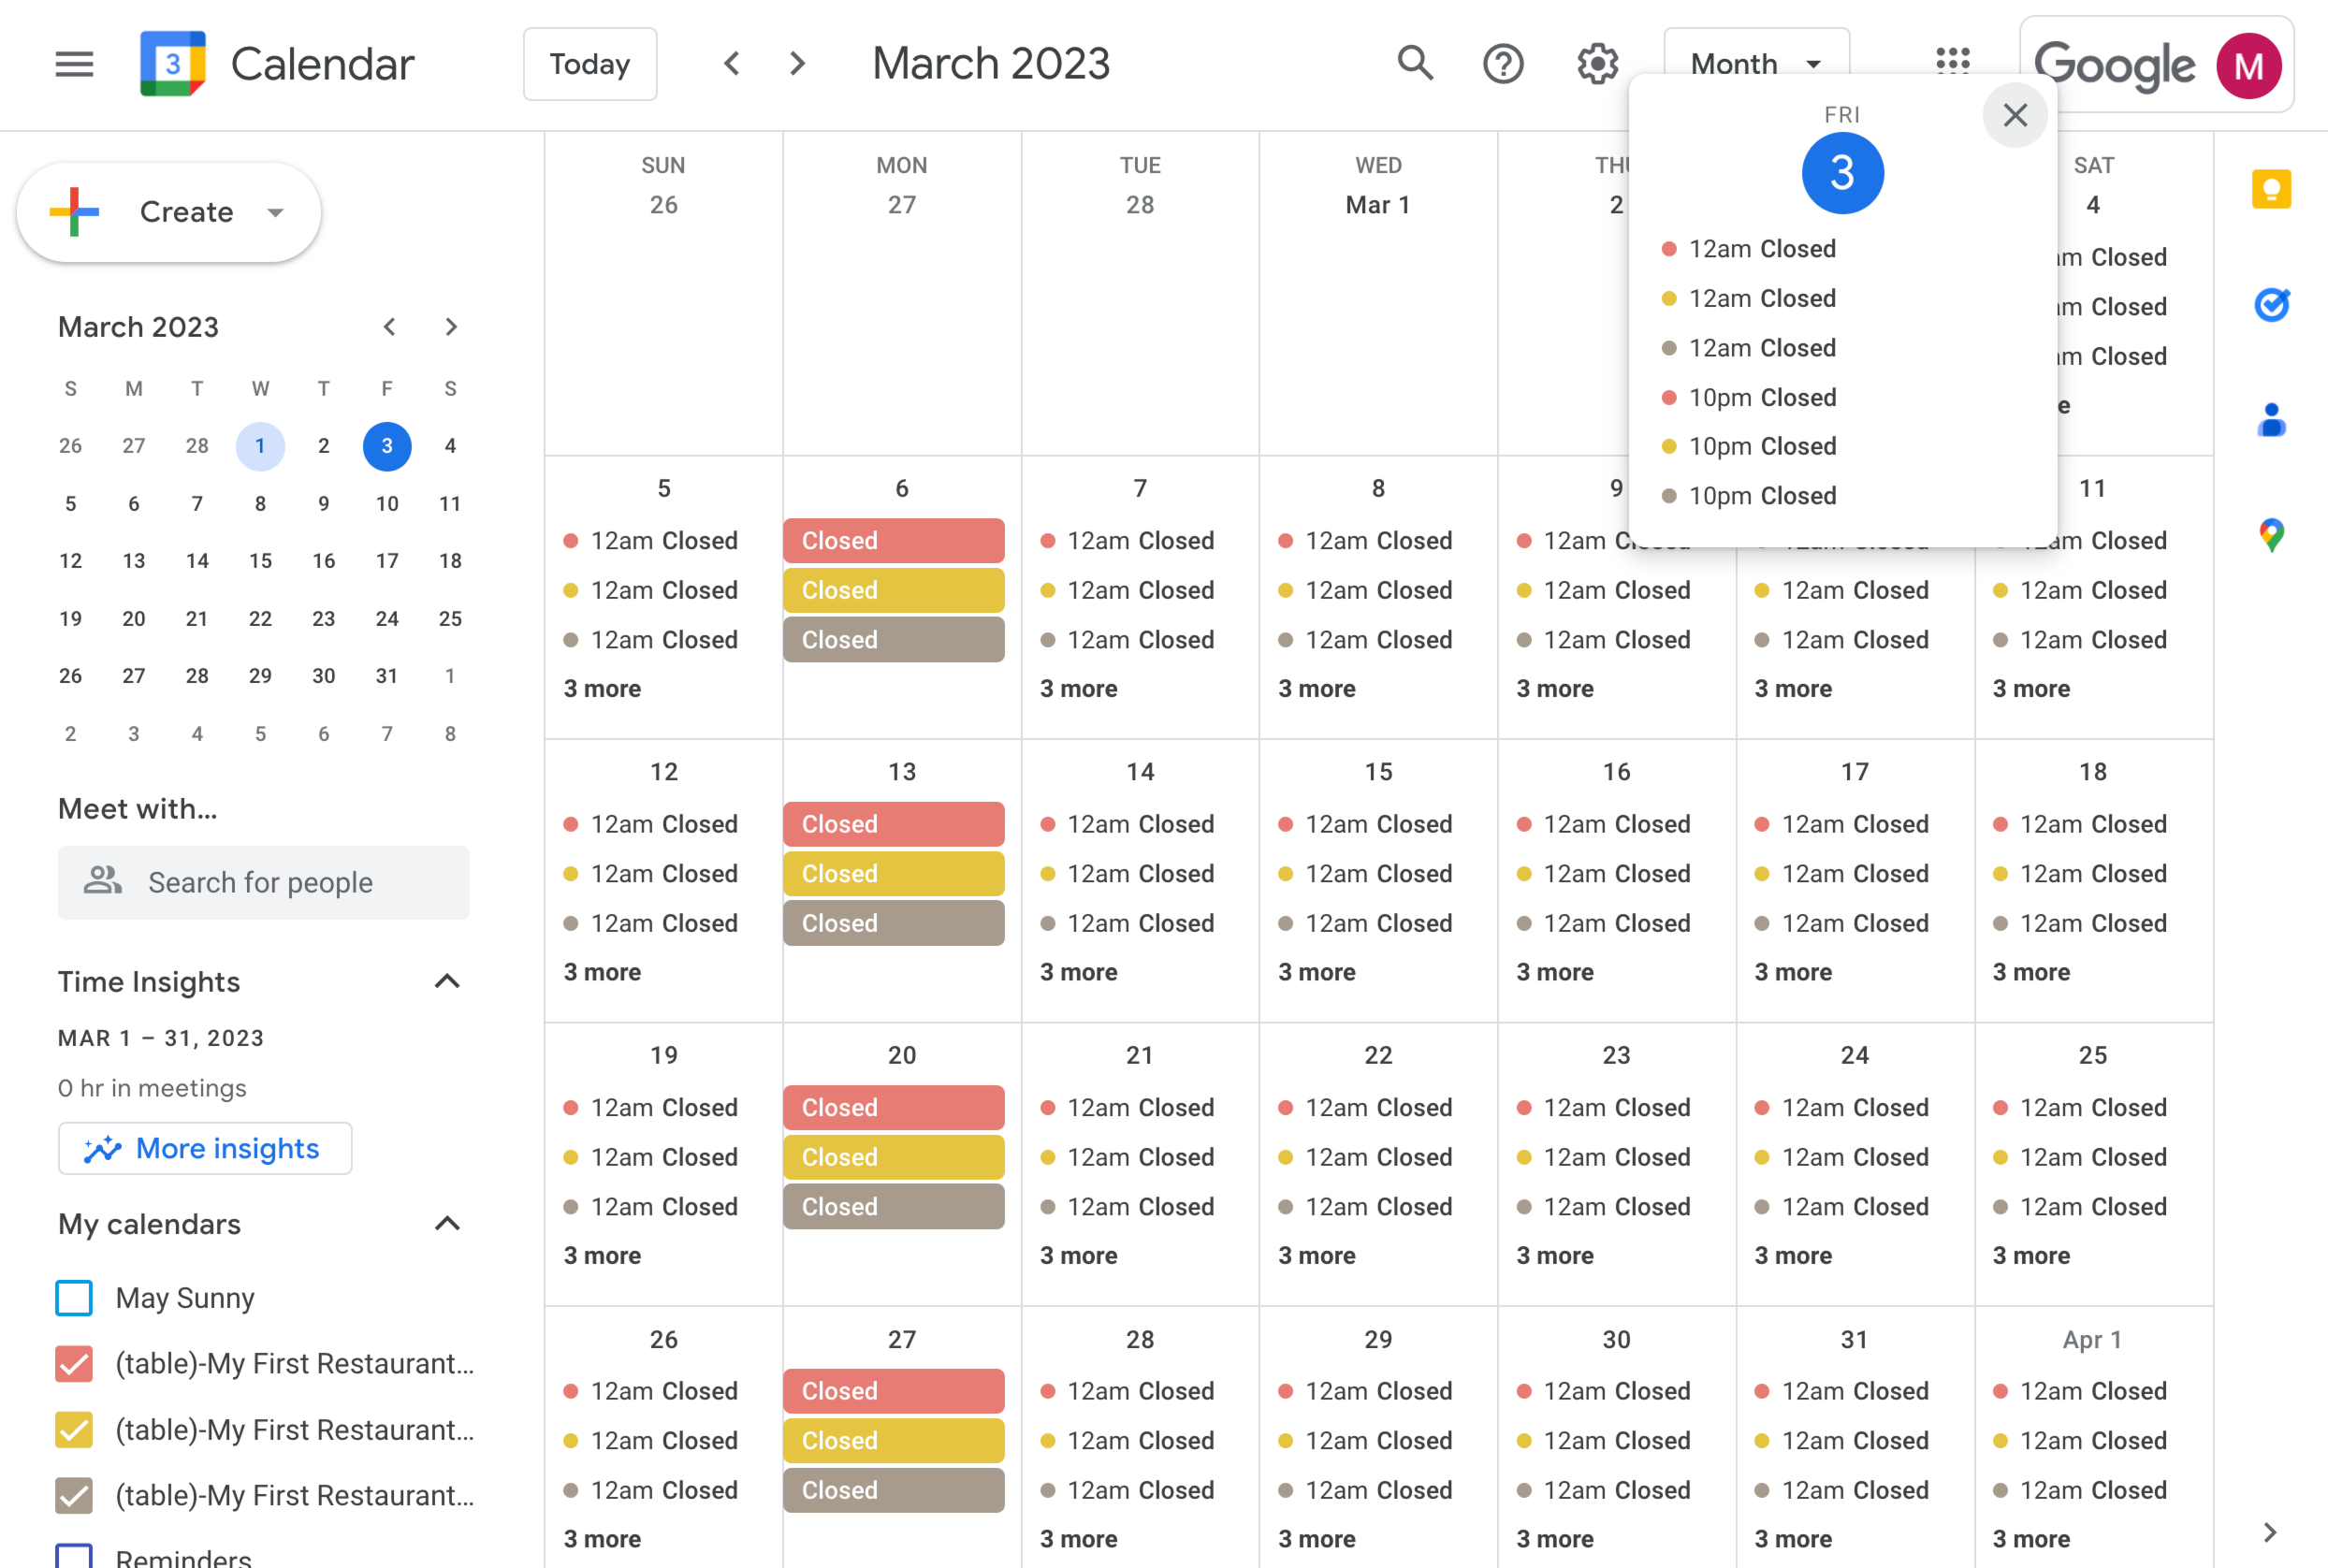 3 Calendar Today March 2023 Month Google M
Create
March 2023
S M T W T F S
26 27 28 1 2 3 4
5 6 7 8 9 10 11
12 13 14 15 16 17 18
19 20 21 22 23 24 25
26 27 28 29 30 31 1
2 3 4 5 6 7 8
Meet with...
Search for people
Time Insights
MAR 1 – 31, 2023
0 hr in meetings
More insights
My calendars
May Sunny
(table)-My First Restaurant...
(table)-My First Restaurant...
(table)-My First Restaurant...
Reminders
SUN MON TUE WED SAT
26 27 28 Mar 1 2 4
Closed
Closed
Closed
FRI
3
12am Closed
12am Closed
12am Closed
10pm Closed
10pm Closed
10pm Closed
5 6 7 8 9 11
12am Closed Closed 12am Closed 12am Closed 12am Closed
12am Closed Closed 12am Closed 12am Closed 12am Closed 12am Closed 12am Closed
12am Closed Closed 12am Closed 12am Closed 12am Closed 12am Closed 12am Closed
3 more 3 more 3 more 3 more 3 more 3 more
12 13 14 15 16 17 18
12am Closed Closed 12am Closed 12am Closed 12am Closed 12am Closed 12am Closed
12am Closed Closed 12am Closed 12am Closed 12am Closed 12am Closed 12am Closed
12am Closed Closed 12am Closed 12am Closed 12am Closed 12am Closed 12am Closed
3 more 3 more 3 more 3 more 3 more 3 more
19 20 21 22 23 24 25
12am Closed Closed 12am Closed 12am Closed 12am Closed 12am Closed 12am Closed
12am Closed Closed 12am Closed 12am Closed 12am Closed 12am Closed 12am Closed
12am Closed Closed 12am Closed 12am Closed 12am Closed 12am Closed 12am Closed
3 more 3 more 3 more 3 more 3 more 3 more
26 27 28 29 30 31 Apr 1
12am Closed Closed 12am Closed 12am Closed 12am Closed 12am Closed 12am Closed
12am Closed Closed 12am Closed 12am Closed 12am Closed 12am Closed 12am Closed
12am Closed Closed 12am Closed 12am Closed 12am Closed 12am Closed 12am Closed
3 more 3 more 3 more 3 more 3 more 3 more